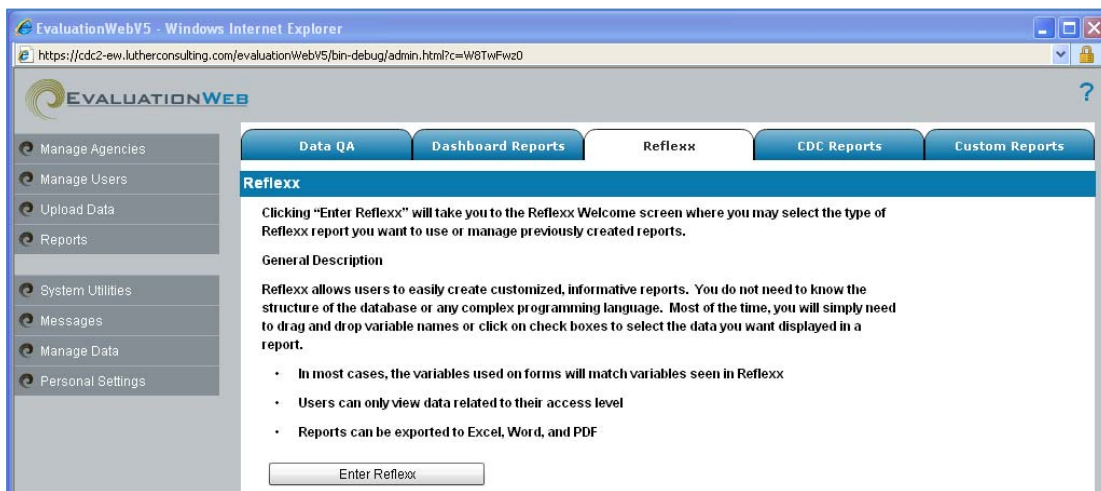 EvaluationWebV5 - Windows Internet Explorer
https://cdc2-ew.lutherconsulting.com/evaluationWebV5/bin-debug/admin.html?c=W8TwFwz0
EVALUATIONWEB
?
Manage Agencies
Manage Users
Upload Data
Reports
System Utilities
Messages
Manage Data
Personal Settings
Data QA
Dashboard Reports
Reflexx
CDC Reports
Custom Reports
Reflexx
Clicking “Enter Reflexx” will take you to the Reflexx Welcome screen where you may select the type of
Reflexx report you want to use or manage previously created reports.
General Description
Reflexx allows users to easily create customized, informative reports. You do not need to know the
structure of the database or any complex programming language. Most of the time, you will simply need
to drag and drop variable names or click on check boxes to select the data you want displayed in a
report.
· In most cases, the variables used on forms will match variables seen in Reflexx
· Users can only view data related to their access level
· Reports can be exported to Excel, Word, and PDF
Enter Reflexx